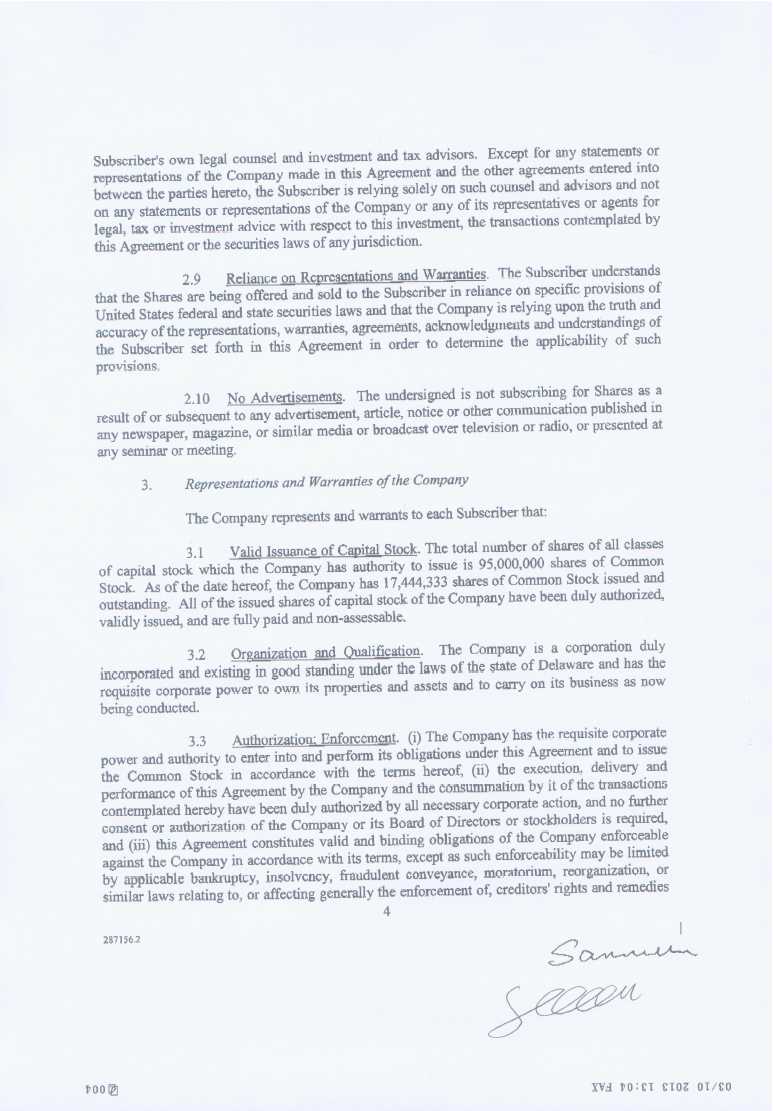 Subscriber's own legal counsel and investment and tax advisors. Except for any statements or
representations of the Company made in this Agreement and the other agreements entered into
between the parties hereto, the Subscriber is relying solely on such counsel and advisors and not
on any statements or representations of the Company or any of its representatives or agents for
legal, tax or investment advice with respect to this investment, the transactions contemplated by
this Agreement or the securities laws of any jurisdiction.
2.9 Reliance on Representations and Warranties. The Subscriber understands
that the Shares are being offered and sold to the Subscriber in reliance on specific provisions of
United States federal and state securities laws and that the Company is relying upon the truth and
accuracy of the representations, warranties, agreements, acknowledgments and understandings of
the Subscriber set forth in this Agreement in order to determine the applicability of such
provisions.
2.10 No Advertisements. The undersigned is not subscribing for Shares as a
result of or subsequent to any advertisement, article, notice or other communication published in
any newspaper, magazine, or similar media or broadcast over television or radio, or presented at
any seminar or meeting.
3. Representations and Warranties of the Company
The Company represents and warrants to each Subscriber that:
3.1 Valid Issuance of Capital Stock. The total number of shares of all classes
of capital stock which the Company has authority to issue is 95,000,000 shares of Common
Stock. As of the date hereof, the Company has 17,444,333 shares of Common Stock issued and
outstanding. All of the issued shares of capital stock of the Company have been duly authorized,
validly issued, and are fully paid and non-assessable.
3.2 Organization and Qualification. The Company is a corporation duly
incorporated and existing in good standing under the laws of the state of Delaware and has the
requisite corporate power to own its properties and assets and to carry on its business as now
being conducted.
3.3 Authorization; Enforcement. (i) The Company has the requisite corporate
power and authority to enter into and perform its obligations under this Agreement and to issue
the Common Stock in accordance with the terms hereof, (ii) the execution, delivery and
performance of this Agreement by the Company and the consummation by it of the transactions
contemplated hereby have been duly authorized by all necessary corporate action, and no further
consent or authorization of the Company or its Board of Directors or stockholders is required,
and (iii) this Agreement constitutes valid and binding obligations of the Company enforceable
against the Company in accordance with its terms, except as such enforceability may be limited
by applicable bankruptcy, insolvency, fraudulent conveyance, moratorium, reorganization, or
similar laws relating to, or affecting generally the enforcement of, creditors' rights and remedies
4
287156.2
004
03/10 2013 13:04 FAX